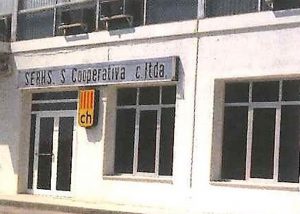 SERHS. S. Cooperativa c.ltda.
ch